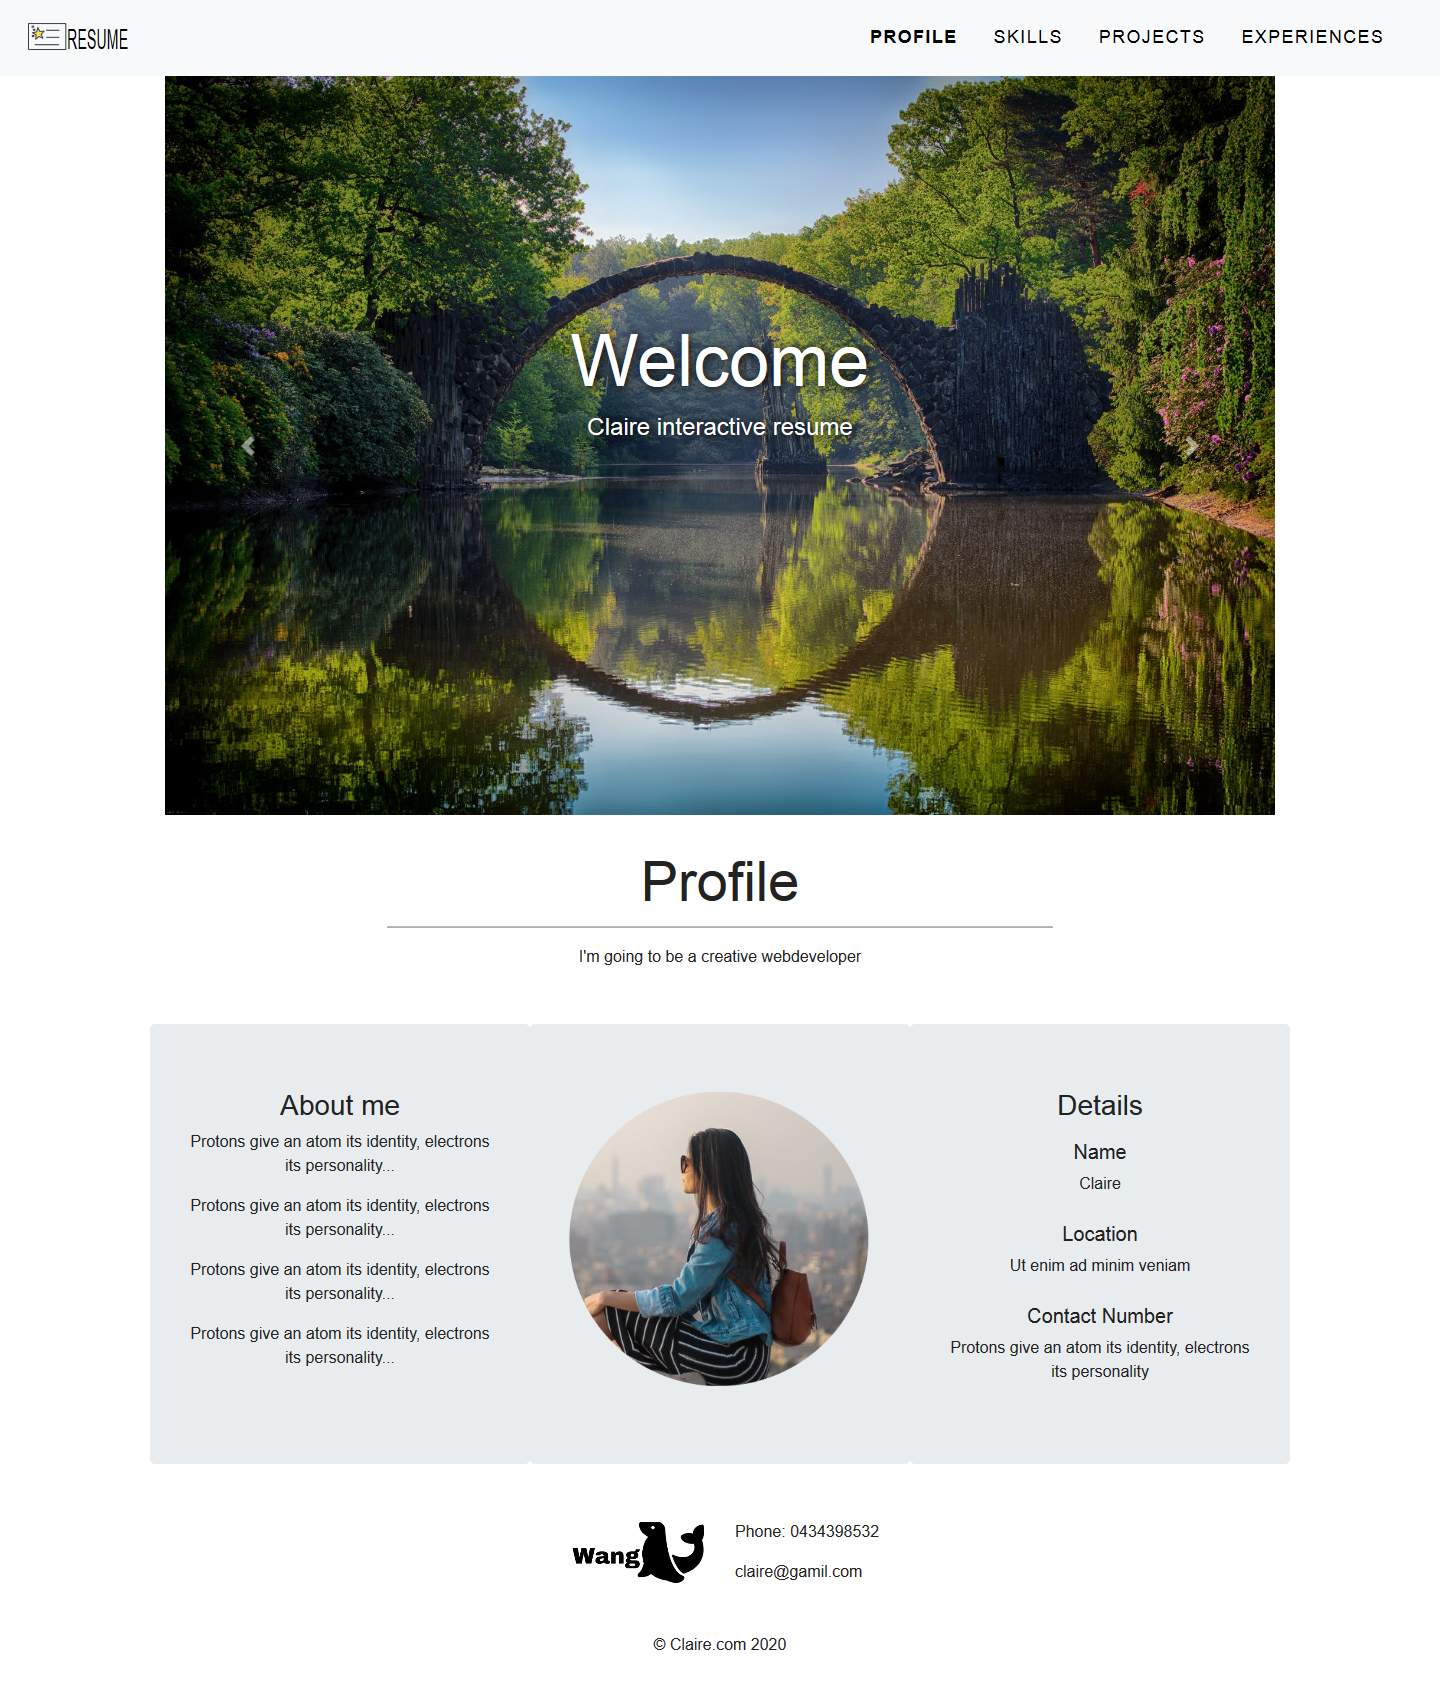 RESUME
PROFILE SKILLS PROJECTS EXPERIENCES
Welcome
Claire interactive resume
Profile
I'm going to be a creative webdeveloper
About me
Protons give an atom its identity, electrons
its personality...
Protons give an atom its identity, electrons
its personality...
Protons give an atom its identity, electrons
its personality...
Protons give an atom its identity, electrons
its personality...
Details
Name
Claire
Location
Ut enim ad minim veniam
Contact Number
Protons give an atom its identity, electrons
its personality
Wang
Phone: 0434398532
claire@gamil.com
© Claire.com 2020